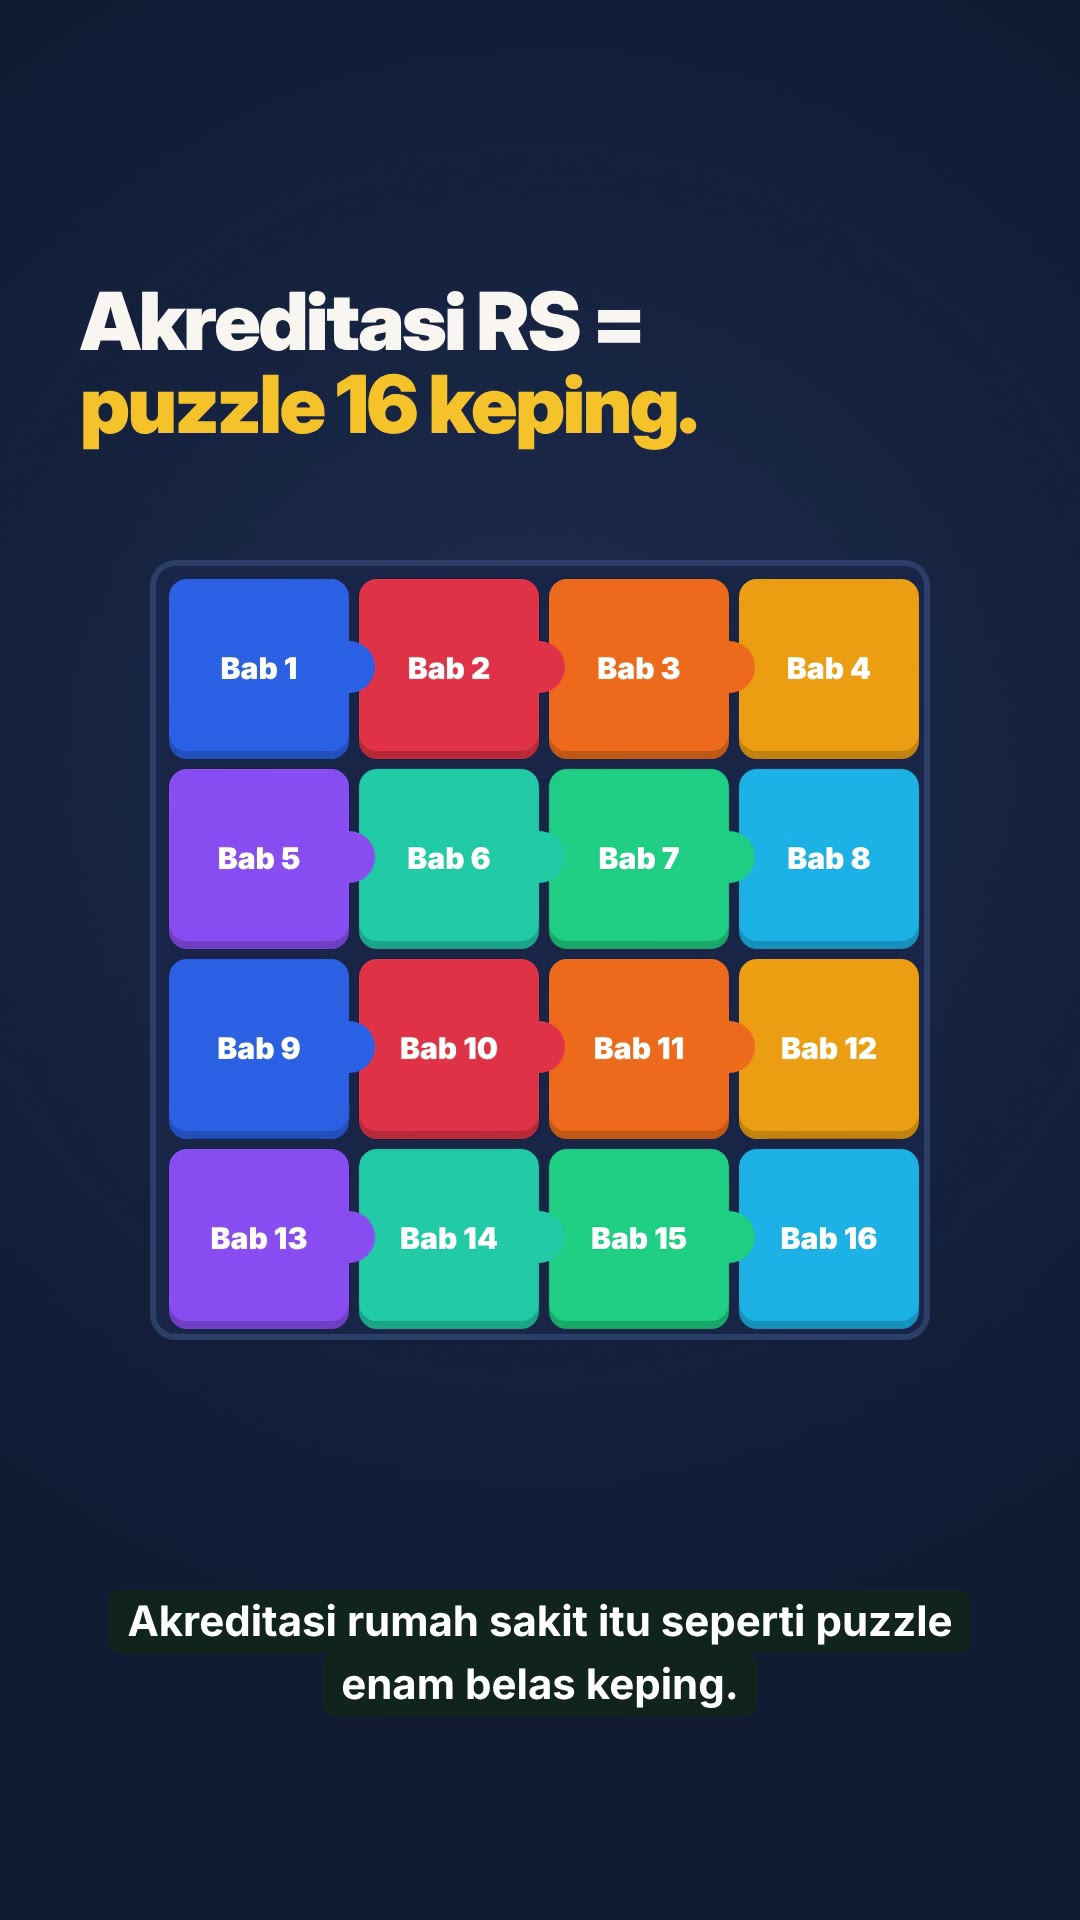 Akreditasi RS =
puzzle 16 keping.
Bab 1 Bab 2 Bab 3 Bab 4
Bab 5 Bab 6 Bab 7 Bab 8
Bab 9 Bab 10 Bab 11 Bab 12
Bab 13 Bab 14 Bab 15 Bab 16
Akreditasi rumah sakit itu seperti puzzle
enam belas keping.